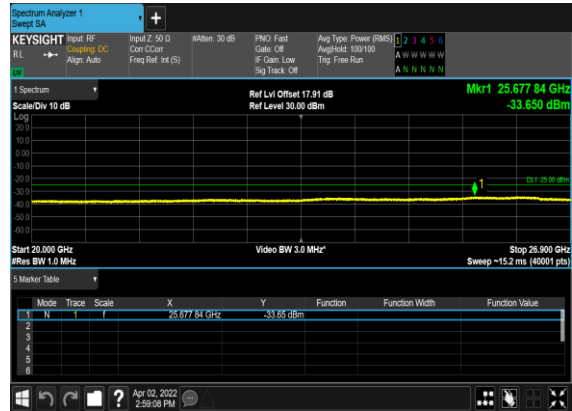 Spectrum Analyzer 1
Swept SA
+
KEYSIGHT Input: RF Input Z: 50 Ω #Atten: 30 dB PNO: Fast Avg Type: Power (RMS) 1 2 3 4 5 6
RL Coupling: DC Corr CCorr Gate: Off Avg|Hold: 100/100 A W W W W W
Align: Auto Freq Ref: Int (S) IF Gain: Low Trig: Free Run
Sig Track: Off A N N N N N
LW
1 Spectrum Ref Lvl Offset 17.91 dB Mkr1 25.677 84 GHz
Scale/Div 10 dB Ref Level 30.00 dBm -33.650 dBm
Log
20.0
10.0
0.00
-10.0
-20.0 1 DL1 -25.00 dBm
-30.0
-40.0
-50.0
-60.0
Start 20.000 GHz Video BW 3.0 MHz* Stop 26.900 GHz
#Res BW 1.0 MHz Sweep ~15.2 ms (40001 pts)
5 Marker Table
Mode Trace Scale X Y Function Function Width Function Value
1 N 1 f 25.677 84 GHz -33.65 dBm
2
3
4
5
6
? Apr 02, 2022
2:59:08 PM